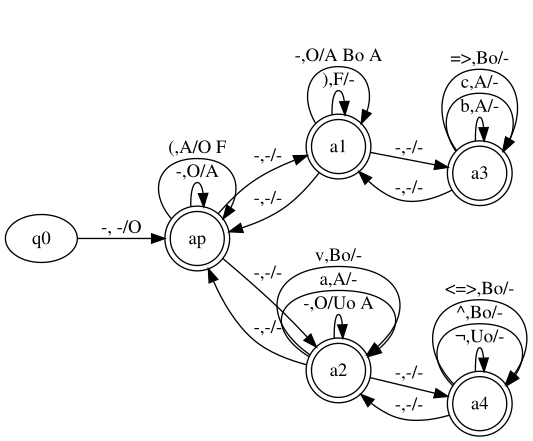 -,O/A Bo A
),F/-
=>,Bo/-
c,A/-
b,A/-
a1
-,-/-
a3
(,A/O F
-,O/A
-,-/-
-,-/-
-,-/-
q0
-, -/O
ap
-,-/-
v,Bo/-
a,A/-
-,O/Uo A
<=>,Bo/-
^,Bo/-
¬,Uo/-
-,-/-
a2
-,-/-
a4
-,-/-